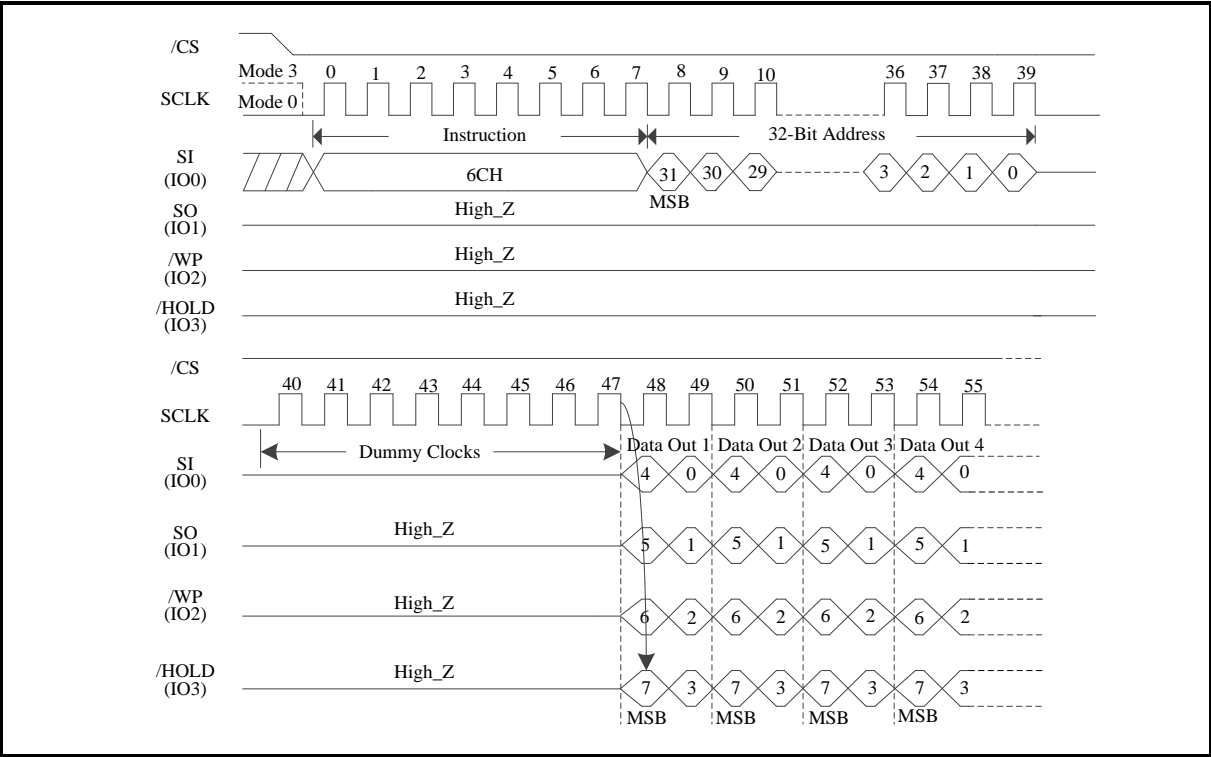 /CS
Mode 3 0 1 2 3 4 5 6 7 8 9 10 36 37 38 39
SCLK Mode 0
Instruction 32-Bit Address
SI
(IO0) 6CH 31 30 29 3 2 1 0
MSB
SO
(IO1) High_Z
/WP
(IO2) High_Z
/HOLD
(IO3) High_Z
/CS
40 41 42 43 44 45 46 47 48 49 50 51 52 53 54 55
SCLK
Dummy Clocks Data Out 1 Data Out 2 Data Out 3 Data Out 4
SI
(IO0) 4 0 4 0 4 0 4 0
SO
(IO1) High_Z 5 1 5 1 5 1 5 1
/WP
(IO2) High_Z 6 2 6 2 6 2 6 2
/HOLD
(IO3) High_Z 7 3 7 3 7 3 7 3
MSB MSB MSB MSB